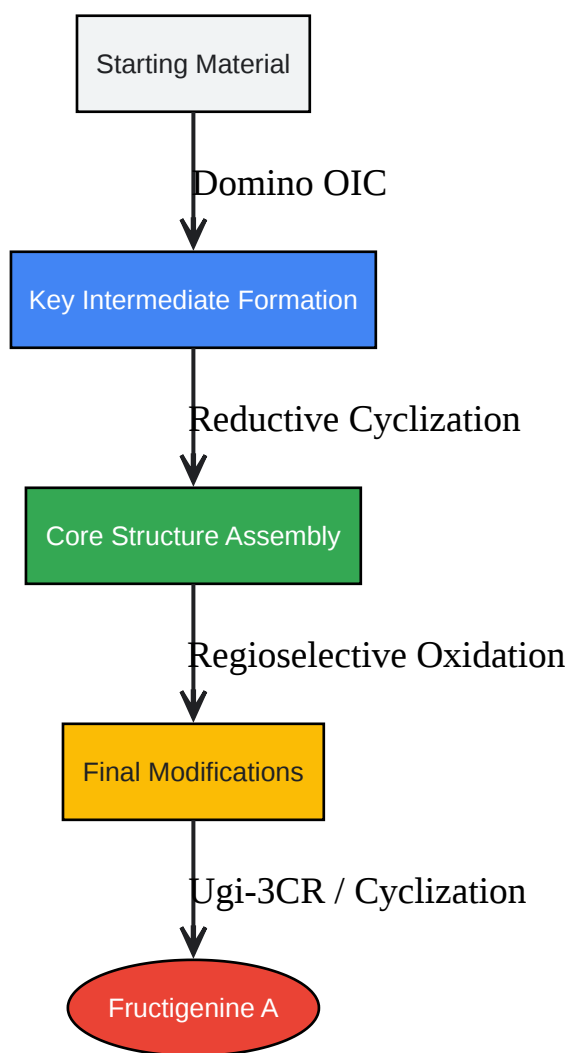 Starting Material
Domino OIC
Key Intermediate Formation
Reductive Cyclization
Core Structure Assembly
Regioselective Oxidation
Final Modifications
Ugi-3CR / Cyclization
Fructigenine A